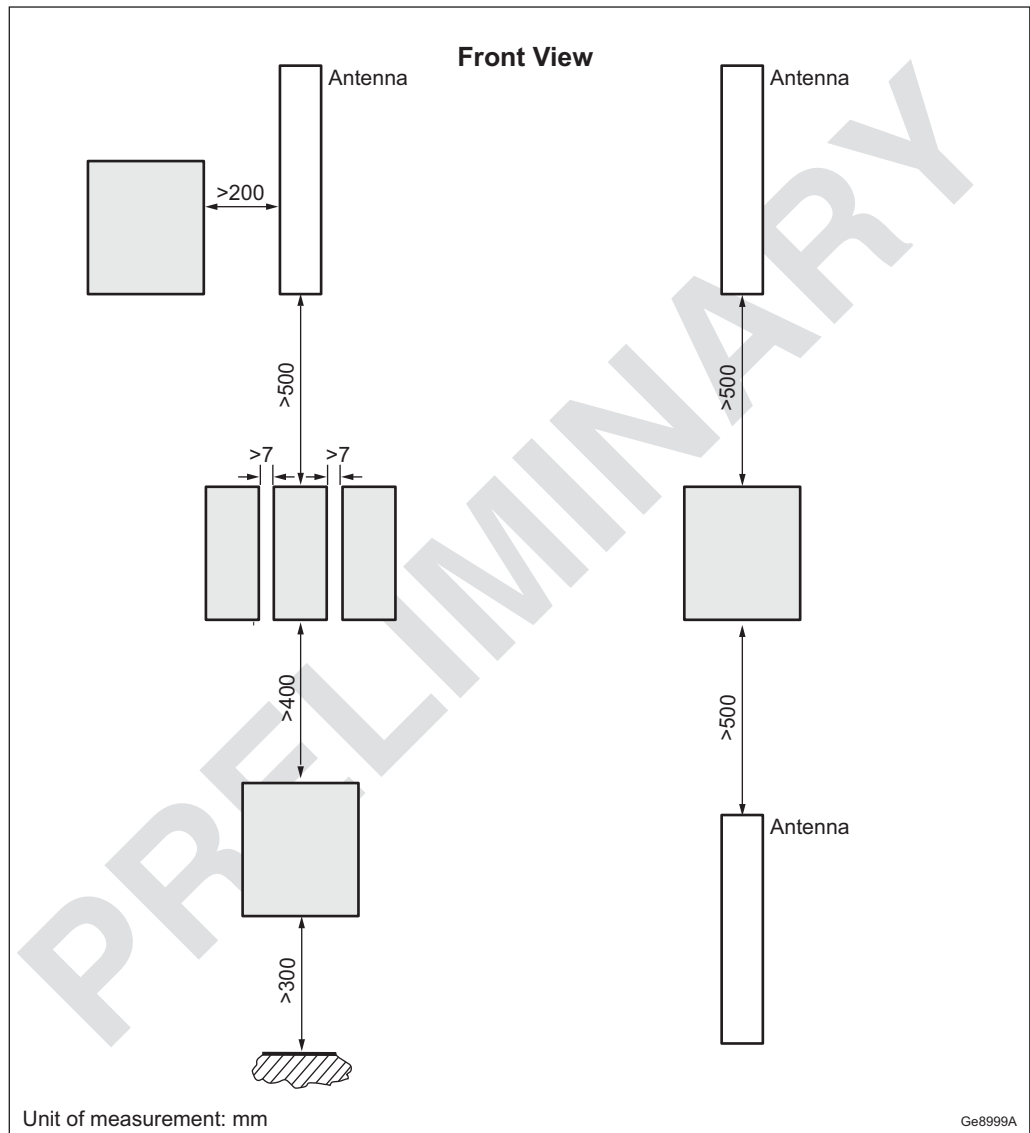 Front View
Antenna
Antenna
>200
>500
>500
>7
>7
>400
>500
Antenna
>300
Unit of measurement: mm
Ge8999A
PRELIMINARY